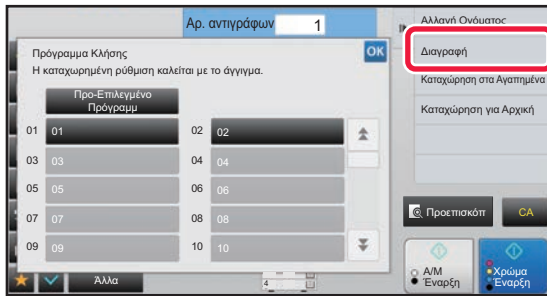 Αρ. αντιγράφων 1
Πρόγραμμα Κλήσης
OK
Η καταχωρημένη ρύθμιση καλείται με το άγγιγμα.
Προ-Επιλεγμένο
Πρόγραμμ
01 01
02 02
03 03
04 04
05 05
06 06
07 07
08 08
09 09
10 10
Άλλα
4
Αλλαγή Ονόματος
Διαγραφή
Καταχώρηση στα Αγαπημένα
Καταχώρηση για Αρχική
Προεπισκόπ
CA
Α/Μ
Έναρξη
Χρώμα
Έναρξη